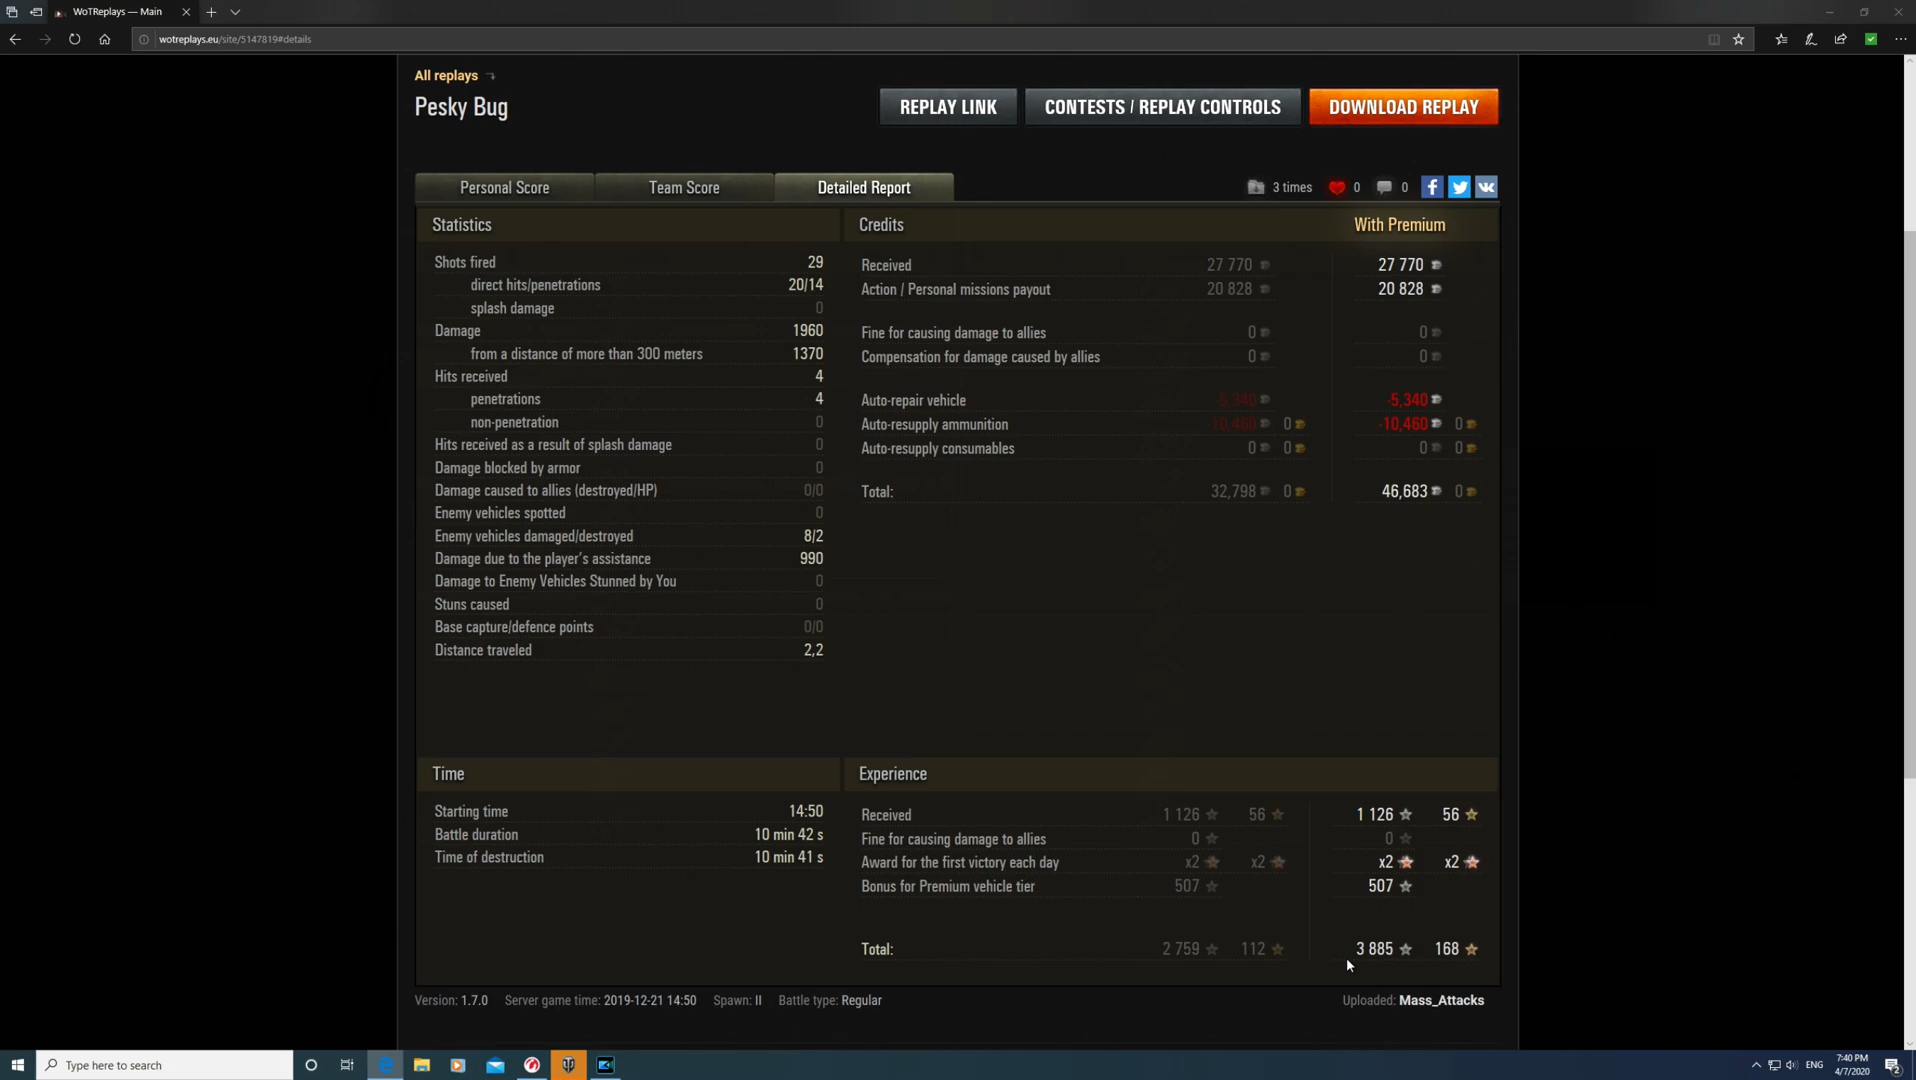 WoTReplays — Main
wotreplays.eu/site/5147819#details
All replays
Pesky Bug
REPLAY LINK
CONTESTS / REPLAY CONTROLS
DOWNLOAD REPLAY
Personal Score
Team Score
Detailed Report
3 times 0 0
Statistics
Shots fired 29
direct hits/penetrations 20/14
splash damage 0
Damage 1960
from a distance of more than 300 meters 1370
Hits received 4
penetrations 4
non-penetration 0
Hits received as a result of splash damage 0
Damage blocked by armor 0
Damage caused to allies (destroyed/HP) 0/0
Enemy vehicles spotted 0
Enemy vehicles damaged/destroyed 8/2
Damage due to the player's assistance 990
Damage to Enemy Vehicles Stunned by You 0
Stuns caused 0
Base capture/defence points 0/0
Distance traveled 2,2
Credits With Premium
Received 27 770 27 770
Action / Personal missions payout 20 828 20 828
Fine for causing damage to allies 0 0
Compensation for damage caused by allies 0 0
Auto-repair vehicle -5,340 -5,340
Auto-resupply ammunition -10,460 0 -10,460 0
Auto-resupply consumables 0 0 0 0
Total: 32,798 0 46,683 0
Time
Starting time 14:50
Battle duration 10 min 42 s
Time of destruction 10 min 41 s
Experience
Received 1 126 56 1 126 56
Fine for causing damage to allies 0 0
Award for the first victory each day x2 x2 x2 x2
Bonus for Premium vehicle tier 507 507
Total: 2 759 112 3 885 168
Version: 1.7.0 Server game time: 2019-12-21 14:50 Spawn: II Battle type: Regular Uploaded: Mass_Attacks
Type here to search
ENG
7:40 PM
4/7/2020
2